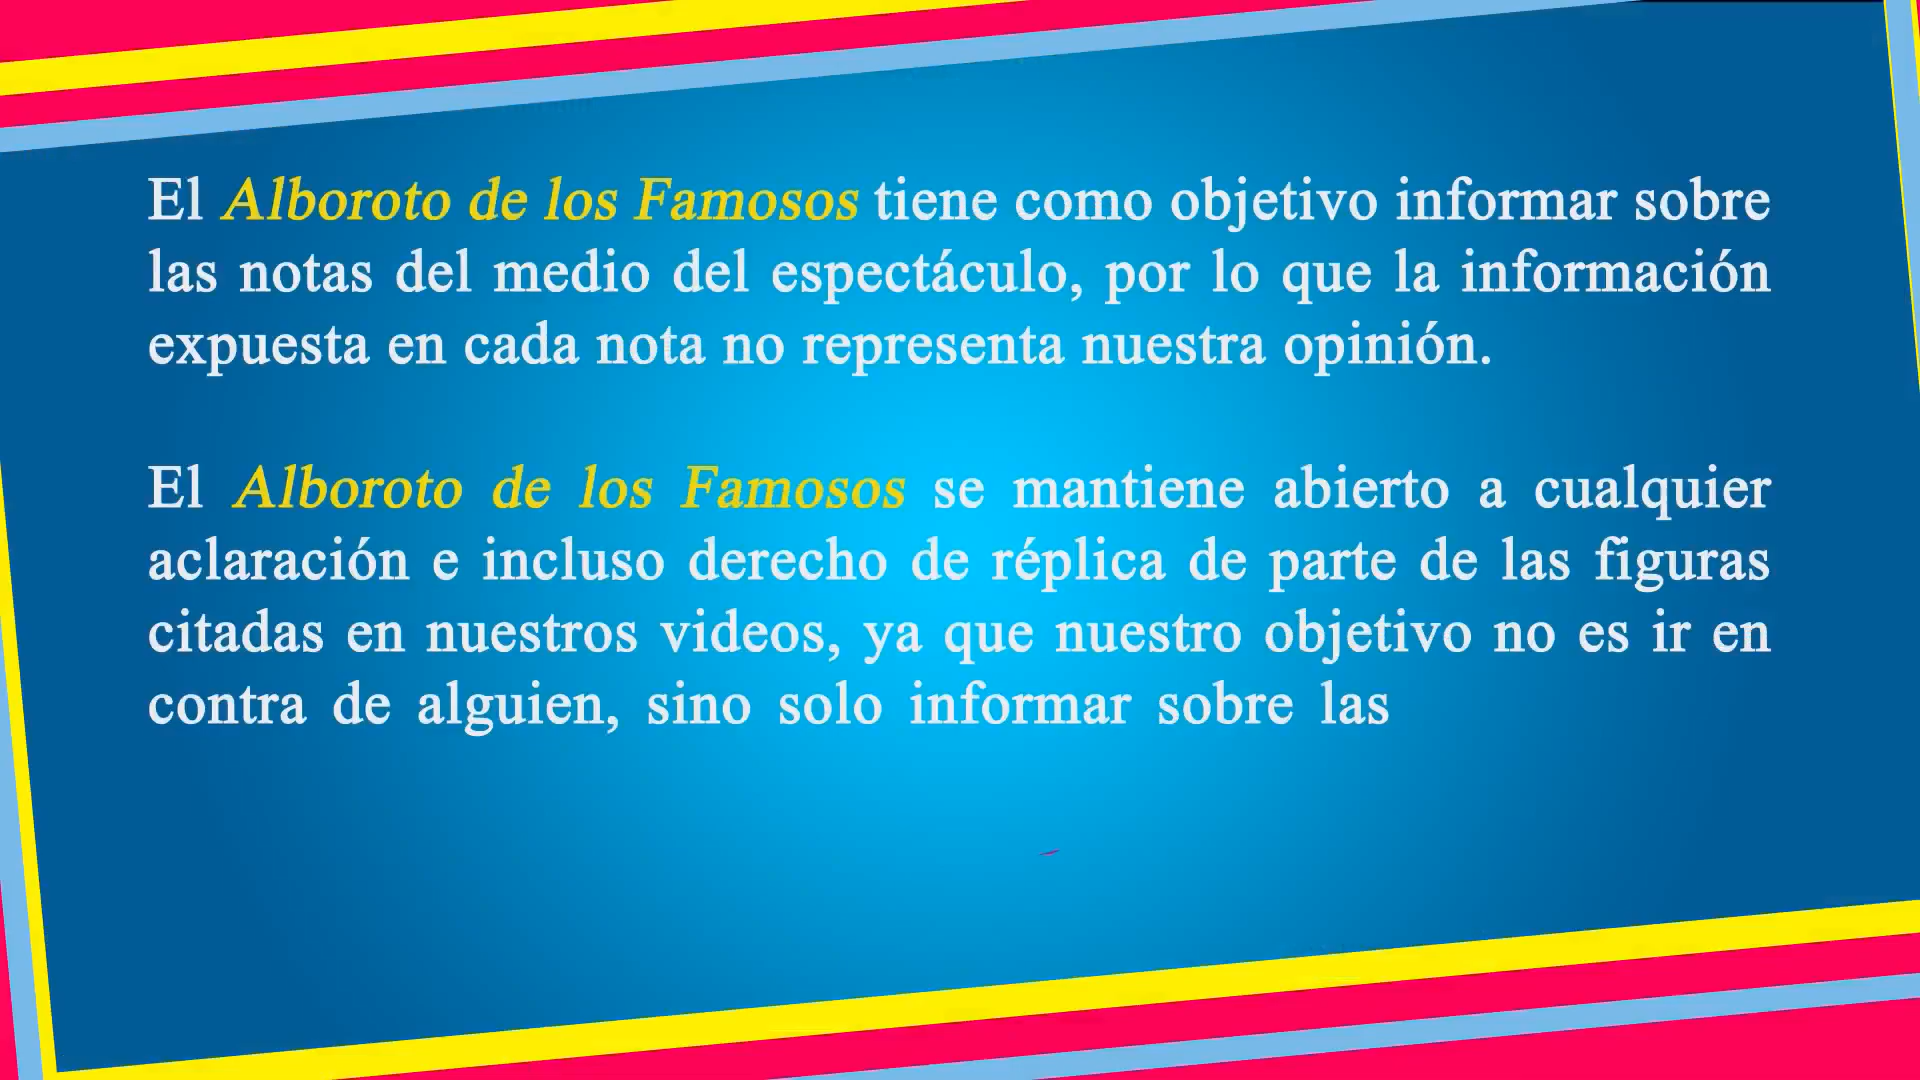 El Alboroto de los Famosos tiene como objetivo informar sobre
las notas del medio del espectáculo, por lo que la información
expuesta en cada nota no representa nuestra opinión.
El Alboroto de los Famosos se mantiene abierto a cualquier
aclaración e incluso derecho de réplica de parte de las figuras
citadas en nuestros videos, ya que nuestro objetivo no es ir en
contra de alguien, sino solo informar sobre las